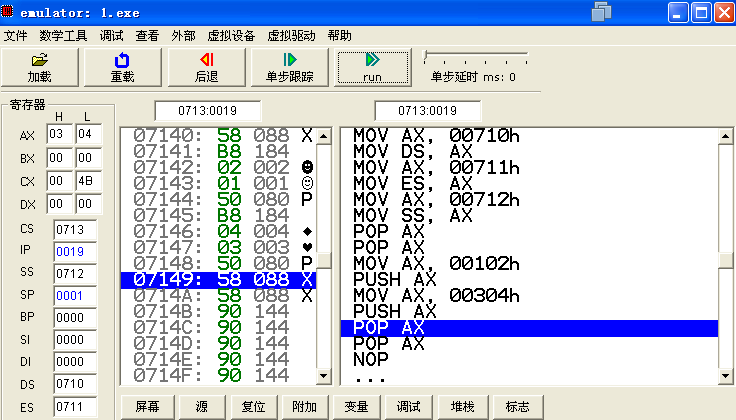 emulator: 1.exe
文件 数学工具 调试 查看 外部 虚拟设备 虚拟驱动 帮助
加载 重载 后退 单步跟踪 run 单步延时 ms: 0
寄存器
H L
AX 03 04
BX 00 00
CX 00 4B
DX 00 00
CS 0713
IP 0019
SS 0712
SP 0001
BP 0000
SI 0000
DI 0000
DS 0710
ES 0711
0713:0019
07140: 58 088 X
07141: B8 184
07142: 02 002 ☻
07143: 01 001 ☺
07144: 50 080 P
07145: B8 184
07146: 04 004 ♦
07147: 03 003 ♥
07148: 50 080 P
07149: 58 088 X
0714A: 58 088 X
0714B: 90 144
0714C: 90 144
0714D: 90 144
0714E: 90 144
0714F: 90 144
0713:0019
MOV AX, 00710h
MOV DS, AX
MOV AX, 00711h
MOV ES, AX
MOV AX, 00712h
MOV SS, AX
POP AX
POP AX
MOV AX, 00102h
PUSH AX
MOV AX, 00304h
PUSH AX
POP AX
POP AX
NOP
...
屏幕 源 复位 附加 变量 调试 堆栈 标志